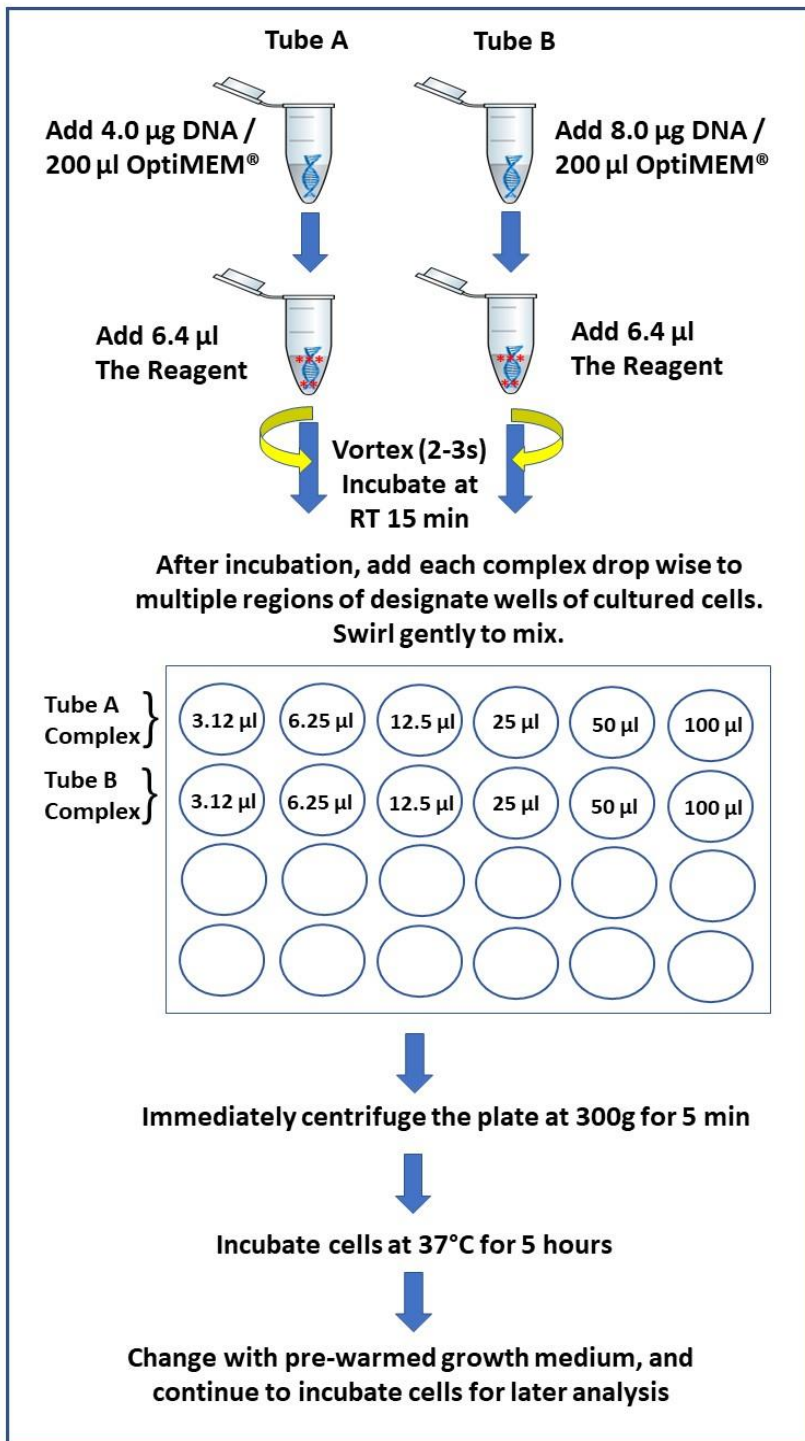 Tube A
Tube B
Add 4.0 µg DNA /
200 µl OptiMEM®
Add 8.0 µg DNA /
200 µl OptiMEM®
Add 6.4 µl
The Reagent
Add 6.4 µl
The Reagent
Vortex (2-3s)
Incubate at
RT 15 min
After incubation, add each complex drop wise to
multiple regions of designate wells of cultured cells.
Swirl gently to mix.
Tube A
Complex
3.12 µl 6.25 µl 12.5 µl 25 µl 50 µl 100 µl
Tube B
Complex
3.12 µl 6.25 µl 12.5 µl 25 µl 50 µl 100 µl
Immediately centrifuge the plate at 300g for 5 min
Incubate cells at 37°C for 5 hours
Change with pre-warmed growth medium, and
continue to incubate cells for later analysis